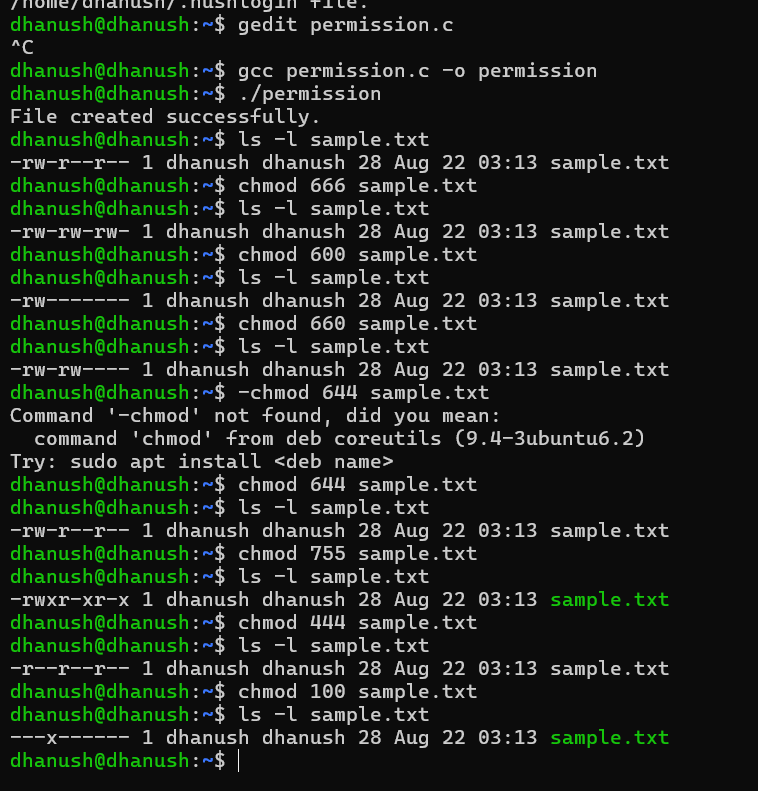 /home/dhanush/.hushlogin file.
dhanush@dhanush:~$ gedit permission.c
^C
dhanush@dhanush:~$ gcc permission.c -o permission
dhanush@dhanush:~$ ./permission
File created successfully.
dhanush@dhanush:~$ ls -l sample.txt
-rw-r--r-- 1 dhanush dhanush 28 Aug 22 03:13 sample.txt
dhanush@dhanush:~$ chmod 666 sample.txt
dhanush@dhanush:~$ ls -l sample.txt
-rw-rw-rw- 1 dhanush dhanush 28 Aug 22 03:13 sample.txt
dhanush@dhanush:~$ chmod 600 sample.txt
dhanush@dhanush:~$ ls -l sample.txt
-rw------- 1 dhanush dhanush 28 Aug 22 03:13 sample.txt
dhanush@dhanush:~$ chmod 660 sample.txt
dhanush@dhanush:~$ ls -l sample.txt
-rw-rw---- 1 dhanush dhanush 28 Aug 22 03:13 sample.txt
dhanush@dhanush:~$ -chmod 644 sample.txt
Command '-chmod' not found, did you mean:
  command 'chmod' from deb coreutils (9.4-3ubuntu6.2)
Try: sudo apt install <deb name>
dhanush@dhanush:~$ chmod 644 sample.txt
dhanush@dhanush:~$ ls -l sample.txt
-rw-r--r-- 1 dhanush dhanush 28 Aug 22 03:13 sample.txt
dhanush@dhanush:~$ chmod 755 sample.txt
dhanush@dhanush:~$ ls -l sample.txt
-rwxr-xr-x 1 dhanush dhanush 28 Aug 22 03:13 sample.txt
dhanush@dhanush:~$ chmod 444 sample.txt
dhanush@dhanush:~$ ls -l sample.txt
-r--r--r-- 1 dhanush dhanush 28 Aug 22 03:13 sample.txt
dhanush@dhanush:~$ chmod 100 sample.txt
dhanush@dhanush:~$ ls -l sample.txt
---x------ 1 dhanush dhanush 28 Aug 22 03:13 sample.txt
dhanush@dhanush:~$